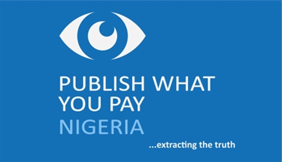 PUBLISH WHAT
YOU PAY
NIGERIA
...extracting the truth